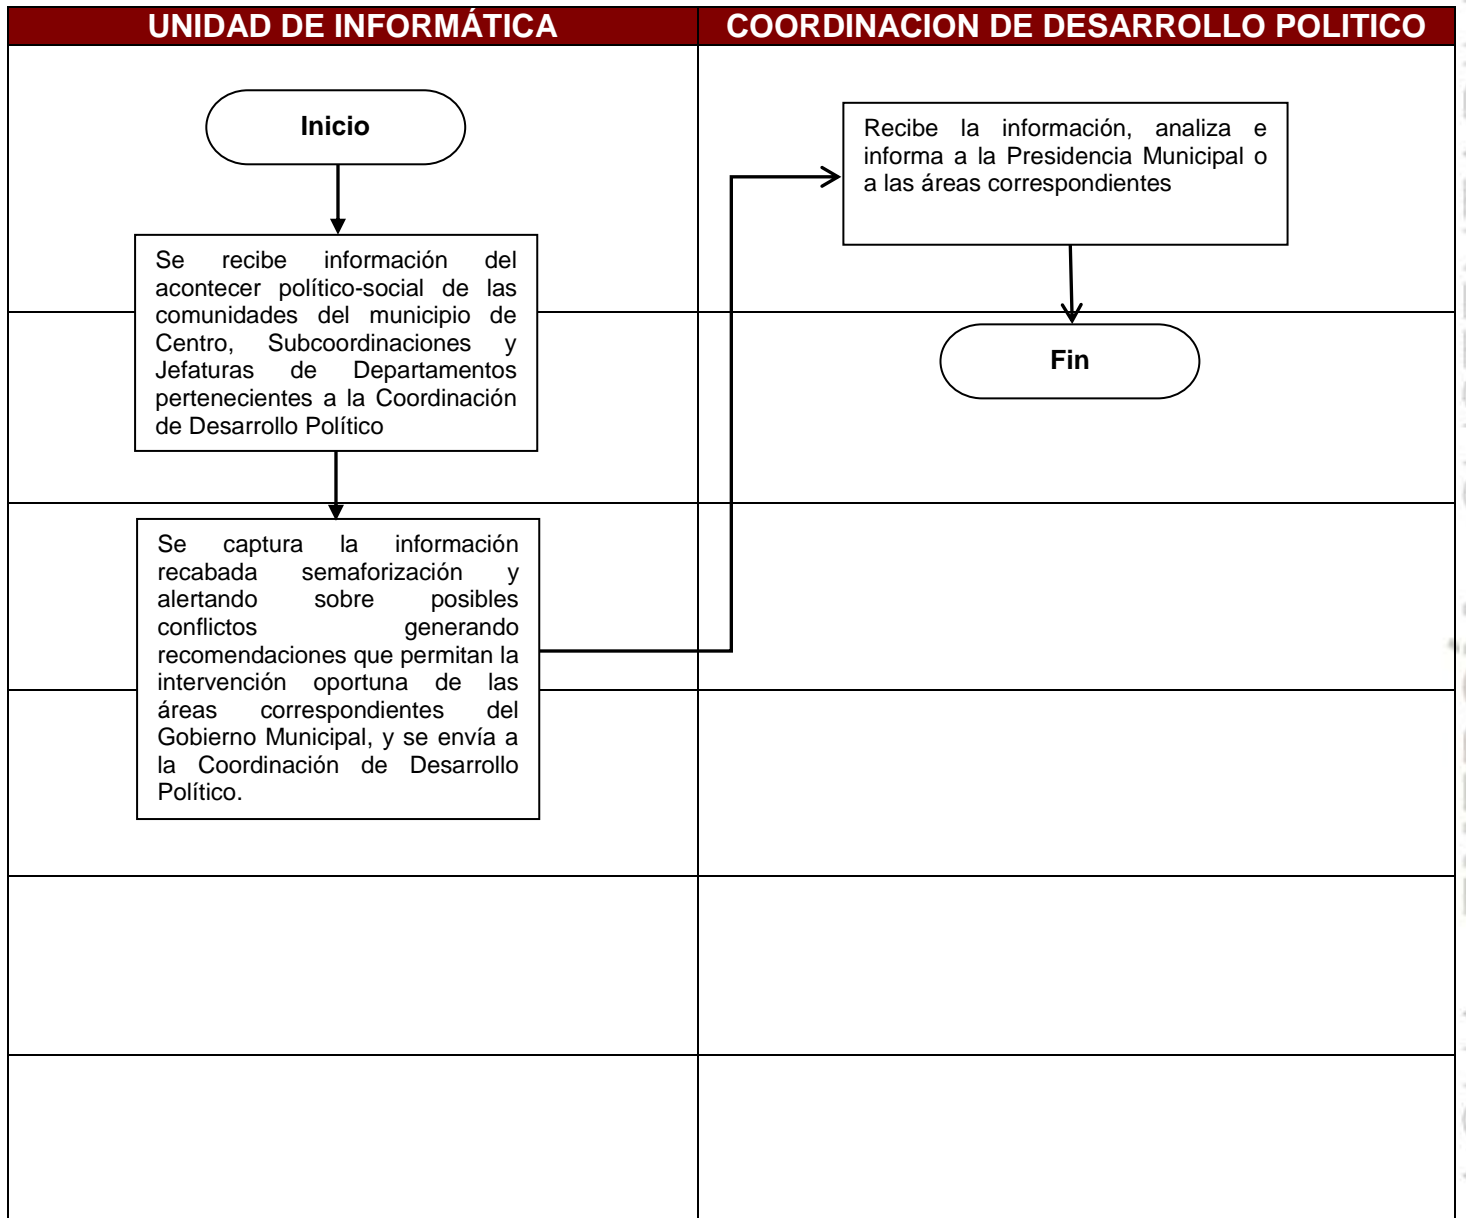 UNIDAD DE INFORMÁTICA
COORDINACION DE DESARROLLO POLITICO
Inicio
Se recibe información del
acontecer político-social de las
comunidades del municipio de
Centro, Subcoordinaciones y
Jefaturas de Departamentos
pertenecientes a la Coordinación
de Desarrollo Político
Se captura la información
recabada semaforización y
alertando sobre posibles
conflictos generando
recomendaciones que permitan la
intervención oportuna de las
áreas correspondientes del
Gobierno Municipal, y se envía a
la Coordinación de Desarrollo
Político.
Recibe la información, analiza e
informa a la Presidencia Municipal o
a las áreas correspondientes
Fin